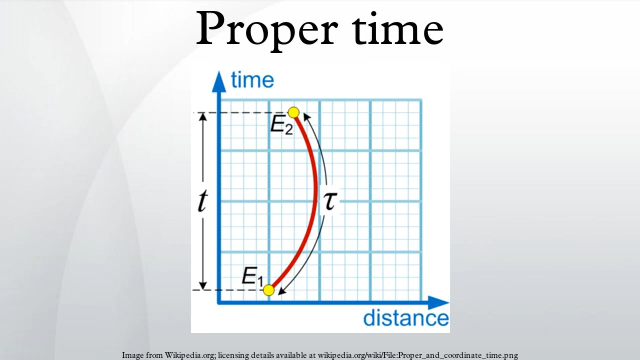 Proper time
time
E2
t
τ
E1
distance
Image from Wikipedia.org; licensing details available at wikipedia.org/wiki/File:Proper_and_coordinate_time.png